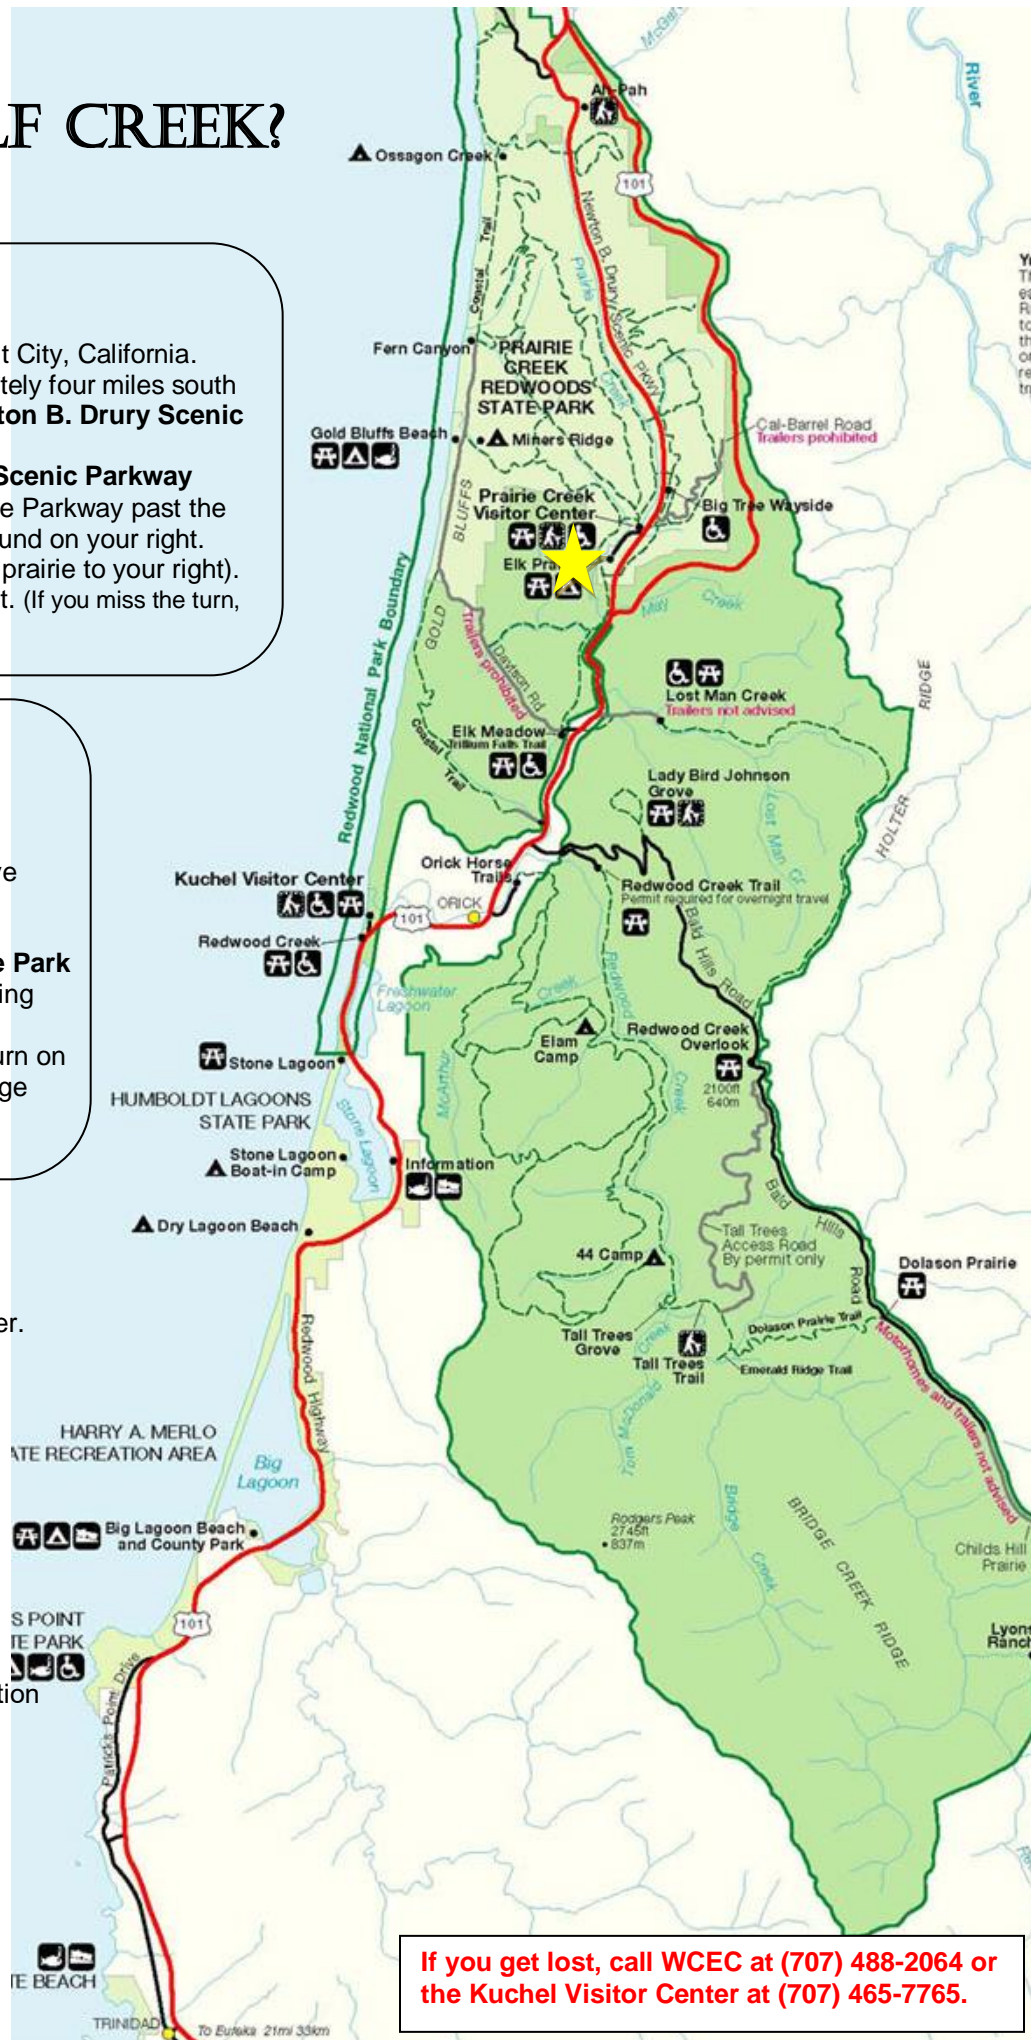 LF CREEK?
t City, California.
tely four miles south
ton B. Drury Scenic
Scenic Parkway
e Parkway past the
und on your right.
prairie to your right).
t. (If you miss the turn,
ve
e Park
ing
urn on
ge
er.
tion
River
Ah-Pah
Ossagon Creek
101
Newton B. Drury Scenic Pkwy
Coastal Trail
Prairie Creek
Fern Canyon
PRAIRIE
CREEK
REDWOODS
STATE PARK
Cal-Barrel Road
Trailers prohibited
Gold Bluffs Beach
Miners Ridge
GOLD BLUFFS
Prairie Creek
Visitor Center
Big Tree Wayside
Elk Pra
May Creek
Redwood National Park Boundary
Trailers prohibited
Davison Rd
Lost Man Creek
Trailers not advised
HOLTER RIDGE
Elk Meadow
Trillium Falls Trail
Coastal Trail
Lady Bird Johnson
Grove
Lost Man Cr
Orick Horse
Trails
Kuchel Visitor Center
101
ORICK
Redwood Creek Trail
Permit required for overnight travel
Bald Hills Road
Redwood Creek
Freshwater
Lagoon
Redwood Creek
Elam
Camp
Redwood Creek
Overlook
2100ft
640m
McArthur Creek
Stone Lagoon
HUMBOLDT LAGOONS
STATE PARK
Stone Lagoon
Stone Lagoon
Boat-in Camp
Information
Dry Lagoon Beach
Tall Trees
Access Road
By permit only
Bald Hills Road
44 Camp
Dolason Prairie
Dolason Prairie Trail
Tall Trees
Grove
Tall Trees
Trail
Emerald Ridge Trail
Motorhomes and trailers not advised
Tom McDonald Creek
Redwood Highway
HARRY A. MERLO
ATE RECREATION AREA
Big
Lagoon
Bridge Creek
BRIDGE CREEK RIDGE
Rodgers Peak
2745ft
837m
Big Lagoon Beach
and County Park
Childs Hill
Prairie
101
S POINT
TE PARK
Lyons
Ranch
Patricks Point Drive
TE BEACH
TRINIDAD
To Eureka 21mi 33km
If you get lost, call WCEC at (707) 488-2064 or
the Kuchel Visitor Center at (707) 465-7765.